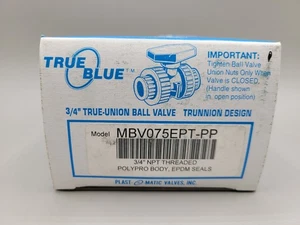 TRUE
BLUE™
IMPORTANT:
Tighten Ball Valve
Union Nuts Only When
Valve is CLOSED.
(Handle shown
in open position)
3/4" TRUE-UNION BALL VALVE TRUNNION DESIGN
Model MBV075EPT-PP
3/4" NPT THREADED
POLYPRO BODY, EPDM SEALS
PLAST-O-MATIC VALVES, INC.